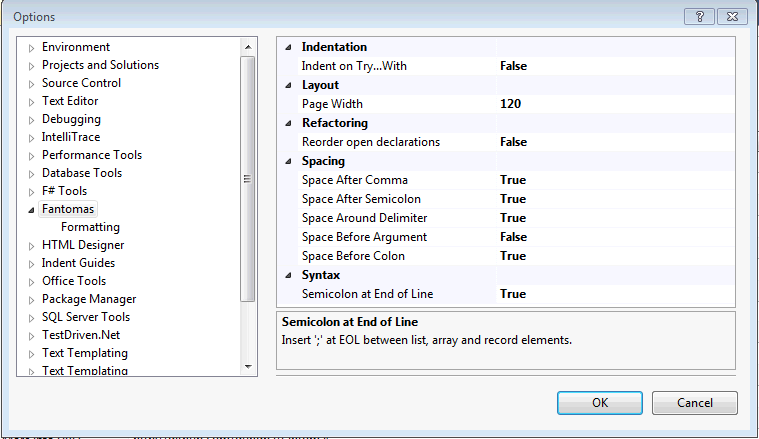 Options
Environment
Projects and Solutions
Source Control
Text Editor
Debugging
IntelliTrace
Performance Tools
Database Tools
F# Tools
Fantomas
Formatting
HTML Designer
Indent Guides
Office Tools
Package Manager
SQL Server Tools
TestDriven.Net
Text Templating
Text Templating
Indentation
Indent on Try...With False
Layout
Page Width 120
Refactoring
Reorder open declarations False
Spacing
Space After Comma True
Space After Semicolon True
Space Around Delimiter True
Space Before Argument False
Space Before Colon True
Syntax
Semicolon at End of Line True
Semicolon at End of Line
Insert ';' at EOL between list, array and record elements.
OK
Cancel